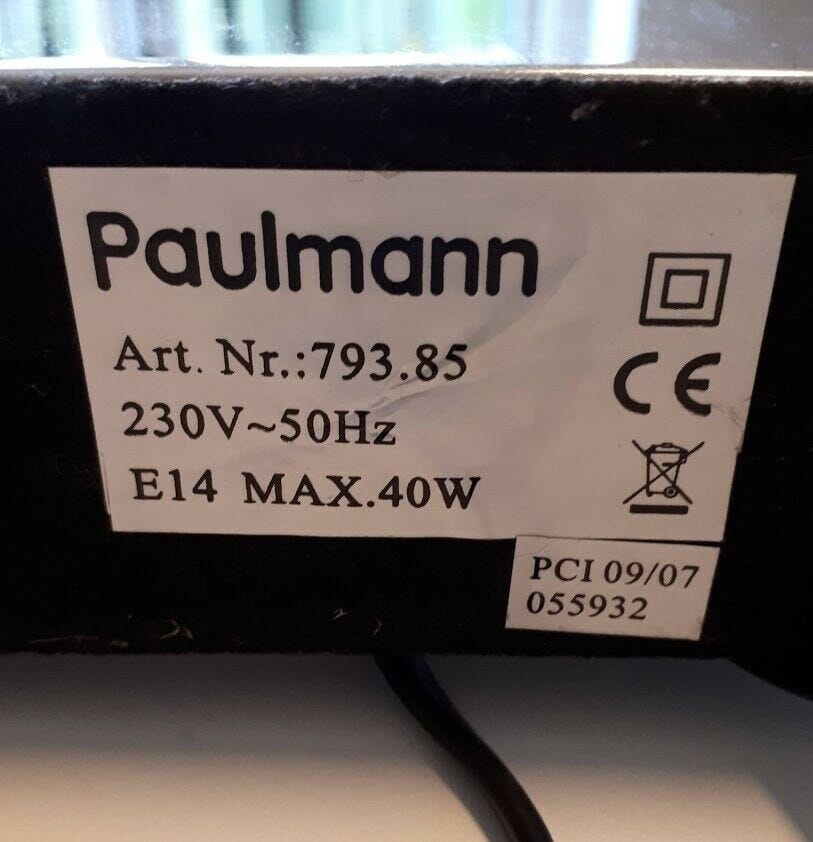 Paulmann
Art. Nr.:793.85
230V~50Hz
E14 MAX.40W
CE
PCI 09/07
055932